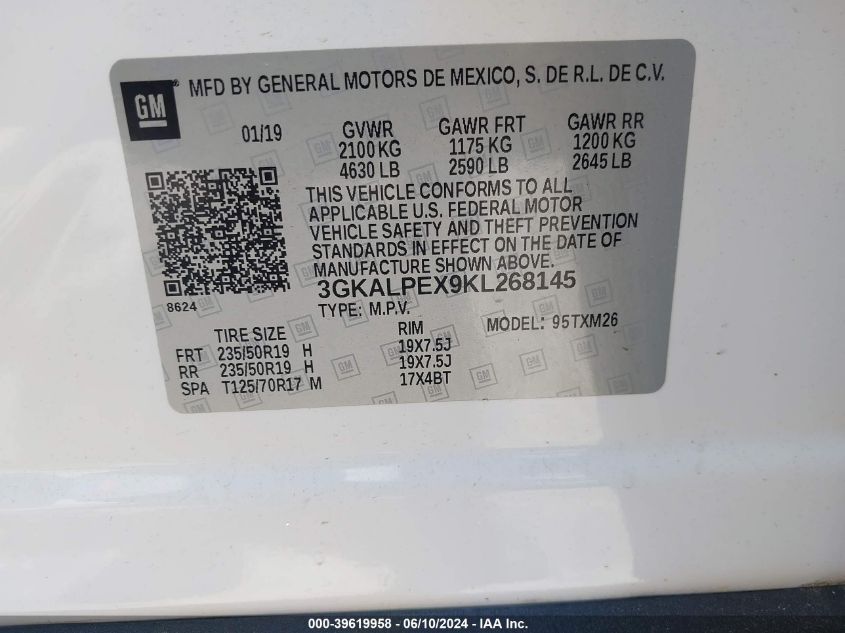 GM ® MFD BY GENERAL MOTORS DE MEXICO, S. DE R.L. DE C.V.
01/19 GVWR GAWR FRT GAWR RR
2100 KG 1175 KG 1200 KG
4630 LB 2590 LB 2645 LB
THIS VEHICLE CONFORMS TO ALL
APPLICABLE U.S. FEDERAL MOTOR
VEHICLE SAFETY AND THEFT PREVENTION
STANDARDS IN EFFECT ON THE DATE OF
MANUFACTURE SHOWN ABOVE.
3GKALPEX9KL268145
8624
TYPE: M.P.V. MODEL: 95TXM26
TIRE SIZE RIM
FRT 235/50R19 H 19X7.5J
RR 235/50R19 H 19X7.5J
SPA T125/70R17 M 17X4BT
000-39619958 - 06/10/2024 - IAAI.com